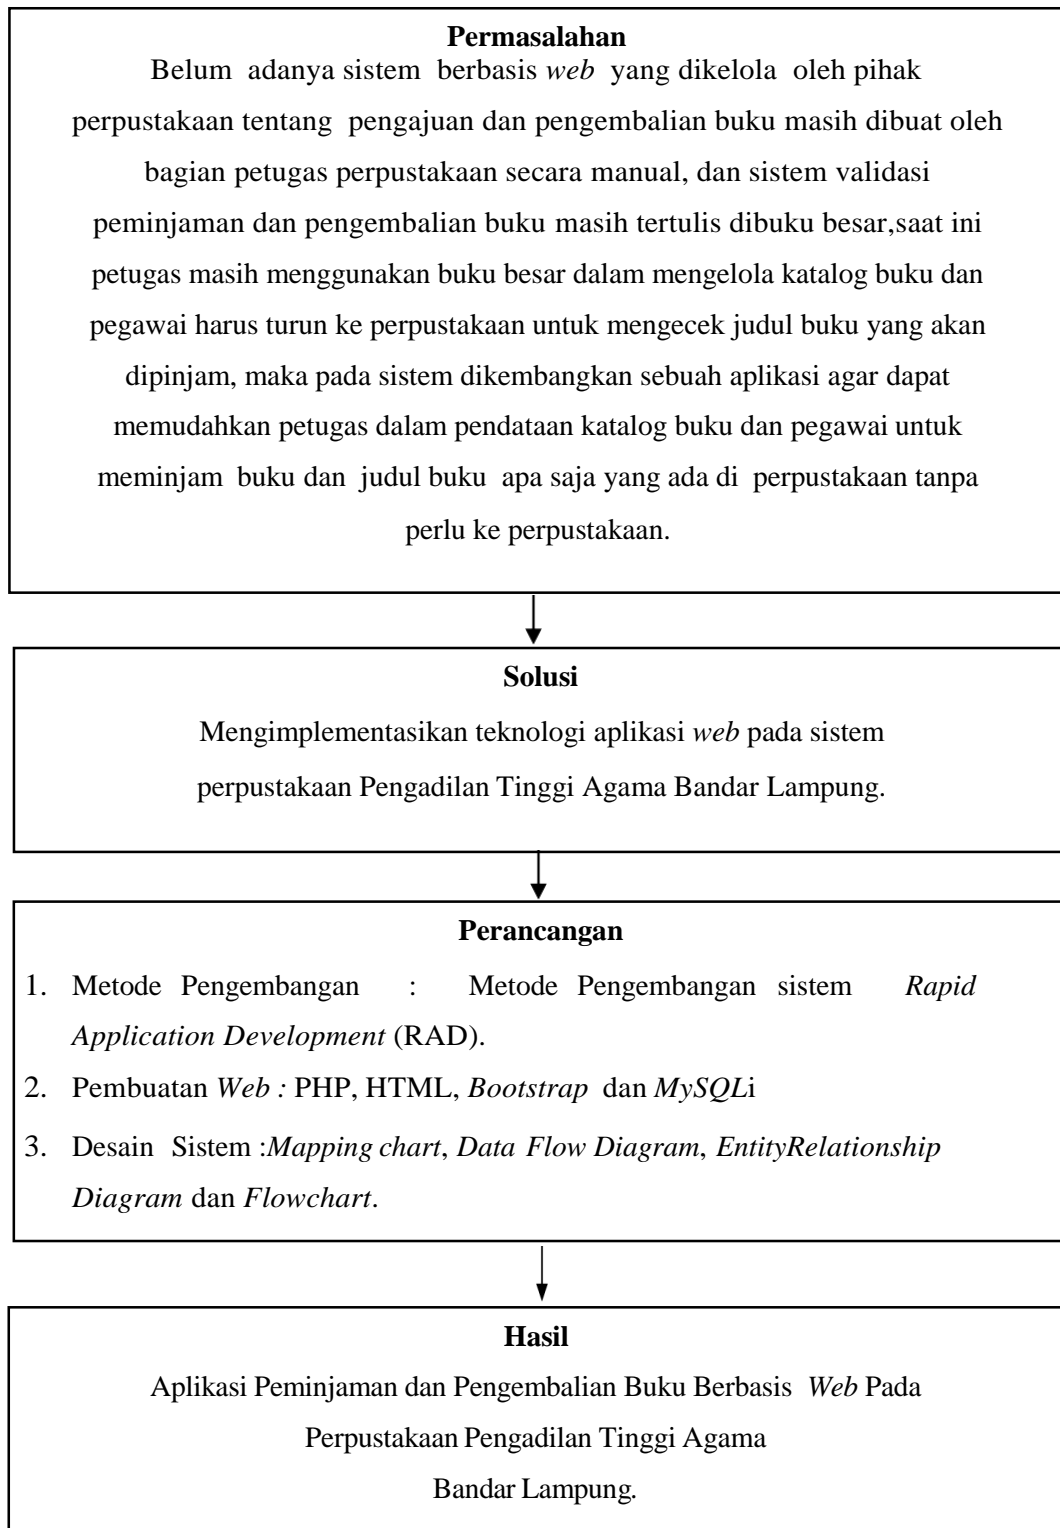 Permasalahan
Belum adanya sistem berbasis web yang dikelola oleh pihak
perpustakaan tentang pengajuan dan pengembalian buku masih dibuat oleh
bagian petugas perpustakaan secara manual, dan sistem validasi
peminjaman dan pengembalian buku masih tertulis dibuku besar,saat ini
petugas masih menggunakan buku besar dalam mengelola katalog buku dan
pegawai harus turun ke perpustakaan untuk mengecek judul buku yang akan
dipinjam, maka pada sistem dikembangkan sebuah aplikasi agar dapat
memudahkan petugas dalam pendataan katalog buku dan pegawai untuk
meminjam buku dan judul buku apa saja yang ada di perpustakaan tanpa
perlu ke perpustakaan.
Solusi
Mengimplementasikan teknologi aplikasi web pada sistem
perpustakaan Pengadilan Tinggi Agama Bandar Lampung.
Perancangan
1. Metode Pengembangan : Metode Pengembangan sistem Rapid
Application Development (RAD).
2. Pembuatan Web : PHP, HTML, Bootstrap dan MySQLi
3. Desain Sistem :Mapping chart, Data Flow Diagram, EntityRelationship
Diagram dan Flowchart.
Hasil
Aplikasi Peminjaman dan Pengembalian Buku Berbasis Web Pada
Perpustakaan Pengadilan Tinggi Agama
Bandar Lampung.